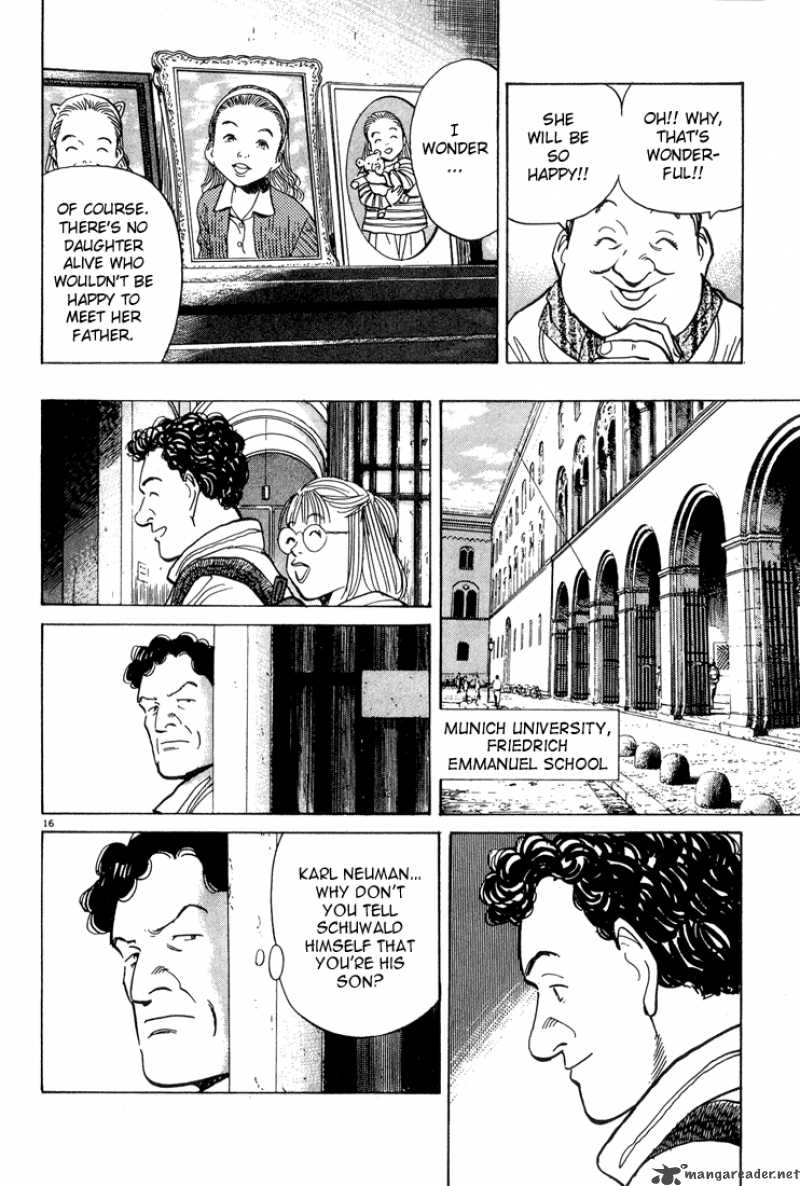 OH!! WHY,
THAT'S
WONDER-
FUL!!
SHE
WILL BE
SO
HAPPY!!
I
WONDER
...
OF COURSE.
THERE'S NO
DAUGHTER
ALIVE WHO
WOULDN'T BE
HAPPY TO
MEET HER
FATHER.
MUNICH UNIVERSITY,
FRIEDRICH
EMMANUEL SCHOOL
16
KARL NEUMAN...
WHY DON'T
YOU TELL
SCHUWALD
HIMSELF THAT
YOU'RE HIS
SON?
mangareader.net